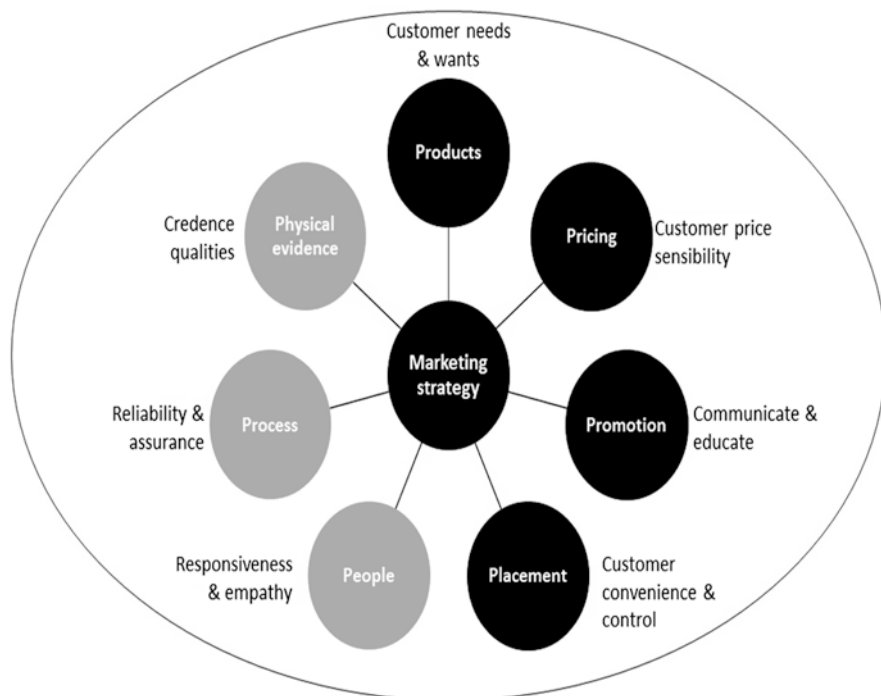 Customer needs
& wants
Products
Physical
evidence
Credence
qualities
Pricing
Customer price
sensibility
Marketing
strategy
Reliability &
assurance
Process
Promotion
Communicate &
educate
Responsiveness
& empathy
People
Placement
Customer
convenience &
control